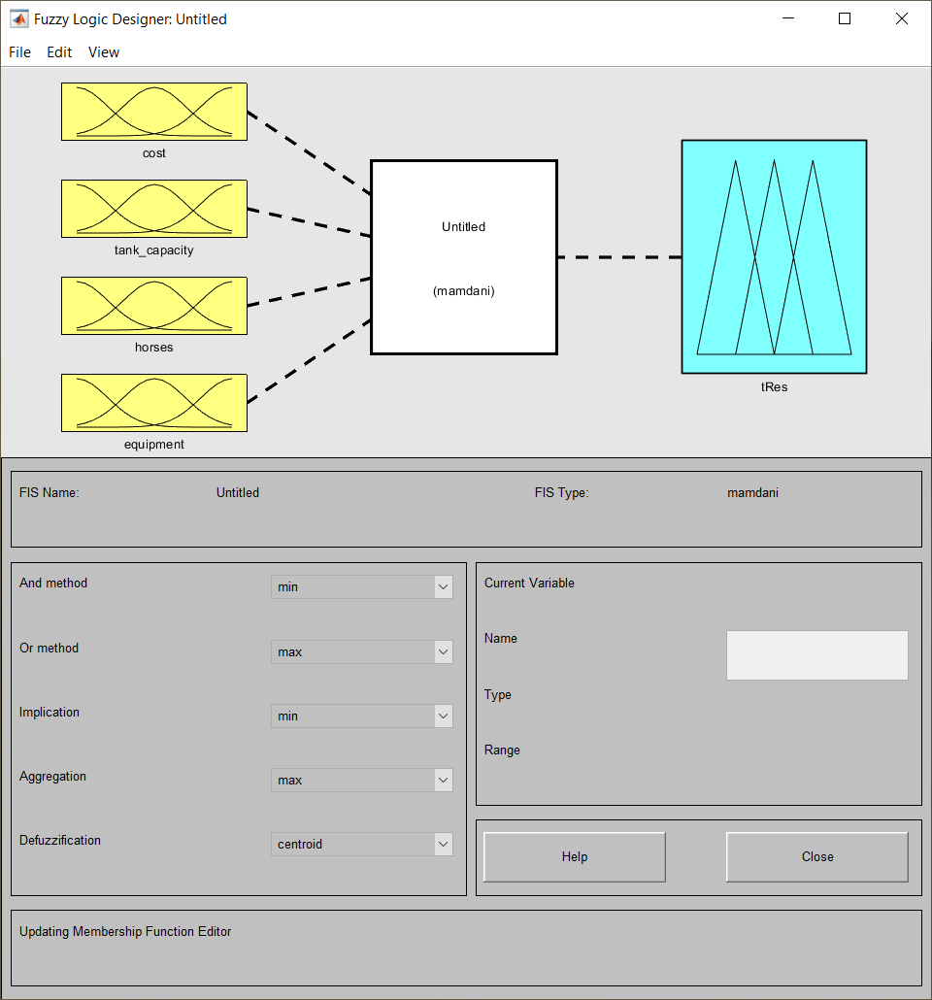 Fuzzy Logic Designer: Untitled
File Edit View
cost
tank_capacity
horses
equipment
Untitled
(mamdani)
tRes
FIS Name: Untitled FIS Type: mamdani
And method min
Or method max
Implication min
Aggregation max
Defuzzification centroid
Current Variable
Name
Type
Range
Help Close
Updating Membership Function Editor